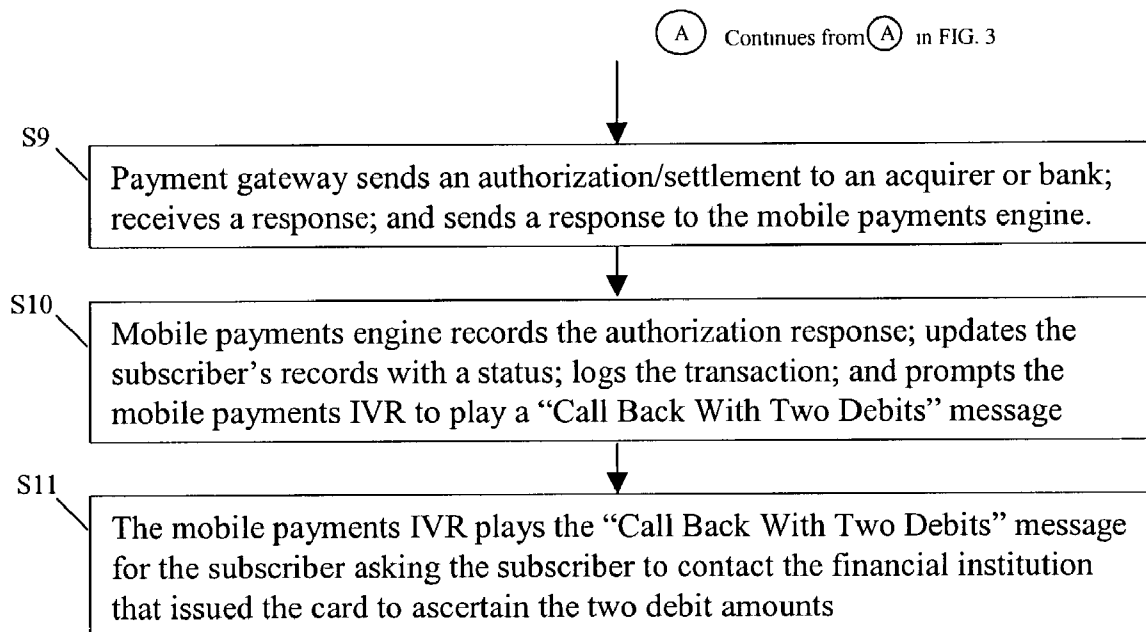 A Continues from A in FIG. 3
S9
Payment gateway sends an authorization/settlement to an acquirer or bank;
receives a response; and sends a response to the mobile payments engine.
S10
Mobile payments engine records the authorization response; updates the
subscriber’s records with a status; logs the transaction; and prompts the
mobile payments IVR to play a “Call Back With Two Debits” message
S11
The mobile payments IVR plays the “Call Back With Two Debits” message
for the subscriber asking the subscriber to contact the financial institution
that issued the card to ascertain the two debit amounts